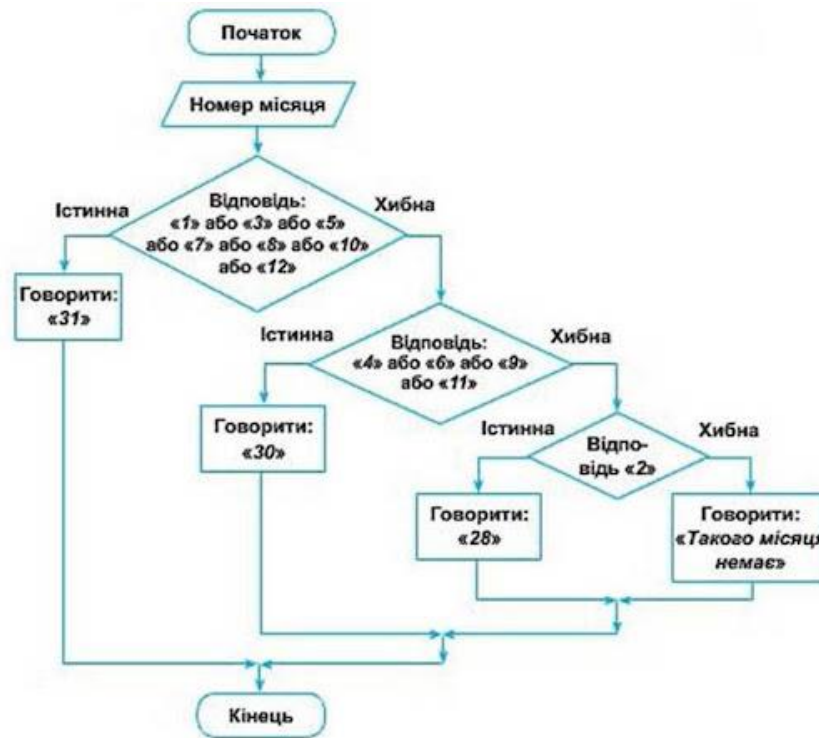 Початок
Номер місяця
Істинна
Хибна
Відповідь:
«1» або «3» або «5»
або «7» або «8» або «10»
або «12»
Говорити:
«31»
Істинна
Хибна
Відповідь:
«4» або «6» або «9»
або «11»
Говорити:
«30»
Істинна
Хибна
Відпо-
відь «2»
Говорити:
«28»
Говорити:
«Такого місяця
немає»
Кінець